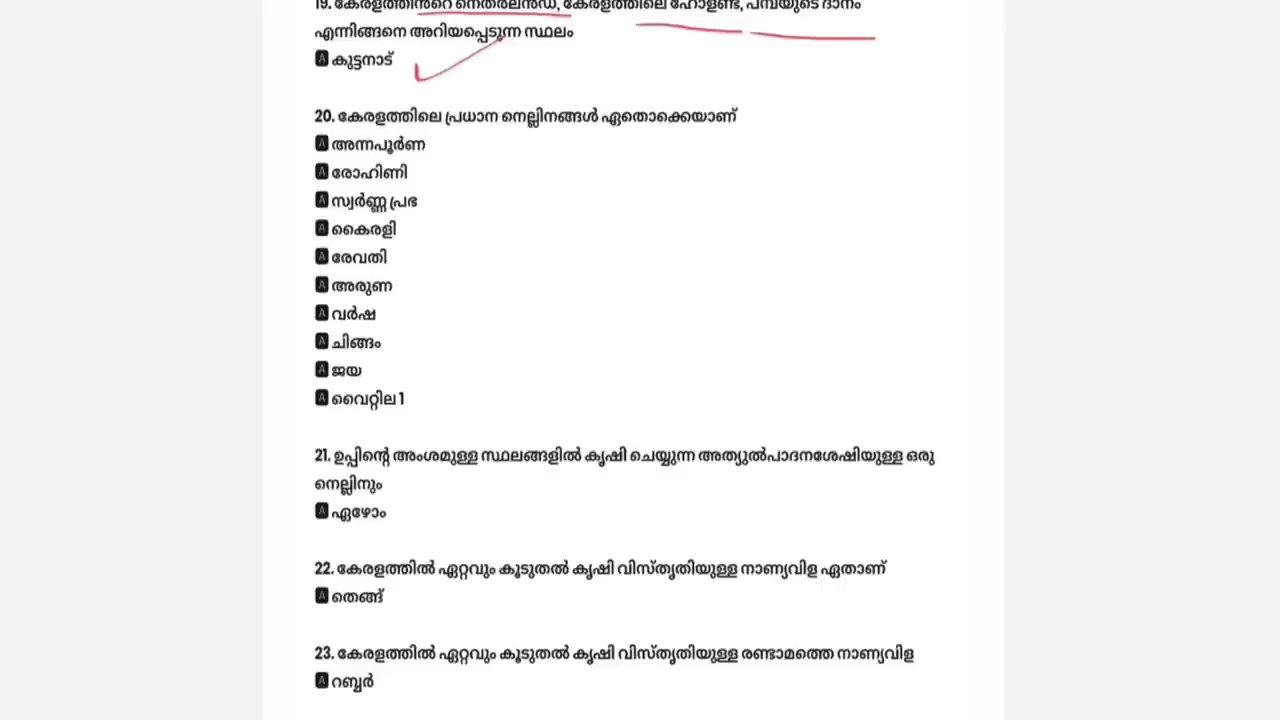 19. കേരളത്തിൻറെ നെതർലൻഡ്, കേരളത്തിലെ ഹോളണ്ട്, പമ്പയുടെ ദാനം
എന്നിങ്ങനെ അറിയപ്പെടുന്ന സ്ഥലം
🅰 കുട്ടനാട്
20. കേരളത്തിലെ പ്രധാന നെല്ലിനങ്ങൾ ഏതൊക്കെയാണ്
🅰 അന്നപൂർണ
🅰 രോഹിണി
🅰 സ്വർണ്ണ പ്രഭ
🅰 കൈരളി
🅰 രേവതി
🅰 അരുണ
🅰 വർഷ
🅰 ചിങ്ങം
🅰 ജയ
🅰 വൈറ്റില 1
21. ഉപ്പിന്റെ അംശമുള്ള സ്ഥലങ്ങളിൽ കൃഷി ചെയ്യുന്ന അത്യുൽപാദനശേഷിയുള്ള ഒരു
നെല്ലിനും
🅰 ഏഴോം
22. കേരളത്തിൽ ഏറ്റവും കൂടുതൽ കൃഷി വിസ്തൃതിയുള്ള നാണ്യവിള ഏതാണ്
🅰 തെങ്ങ്
23. കേരളത്തിൽ ഏറ്റവും കൂടുതൽ കൃഷി വിസ്തൃതിയുള്ള രണ്ടാമത്തെ നാണ്യവിള
🅰 റബ്ബർ